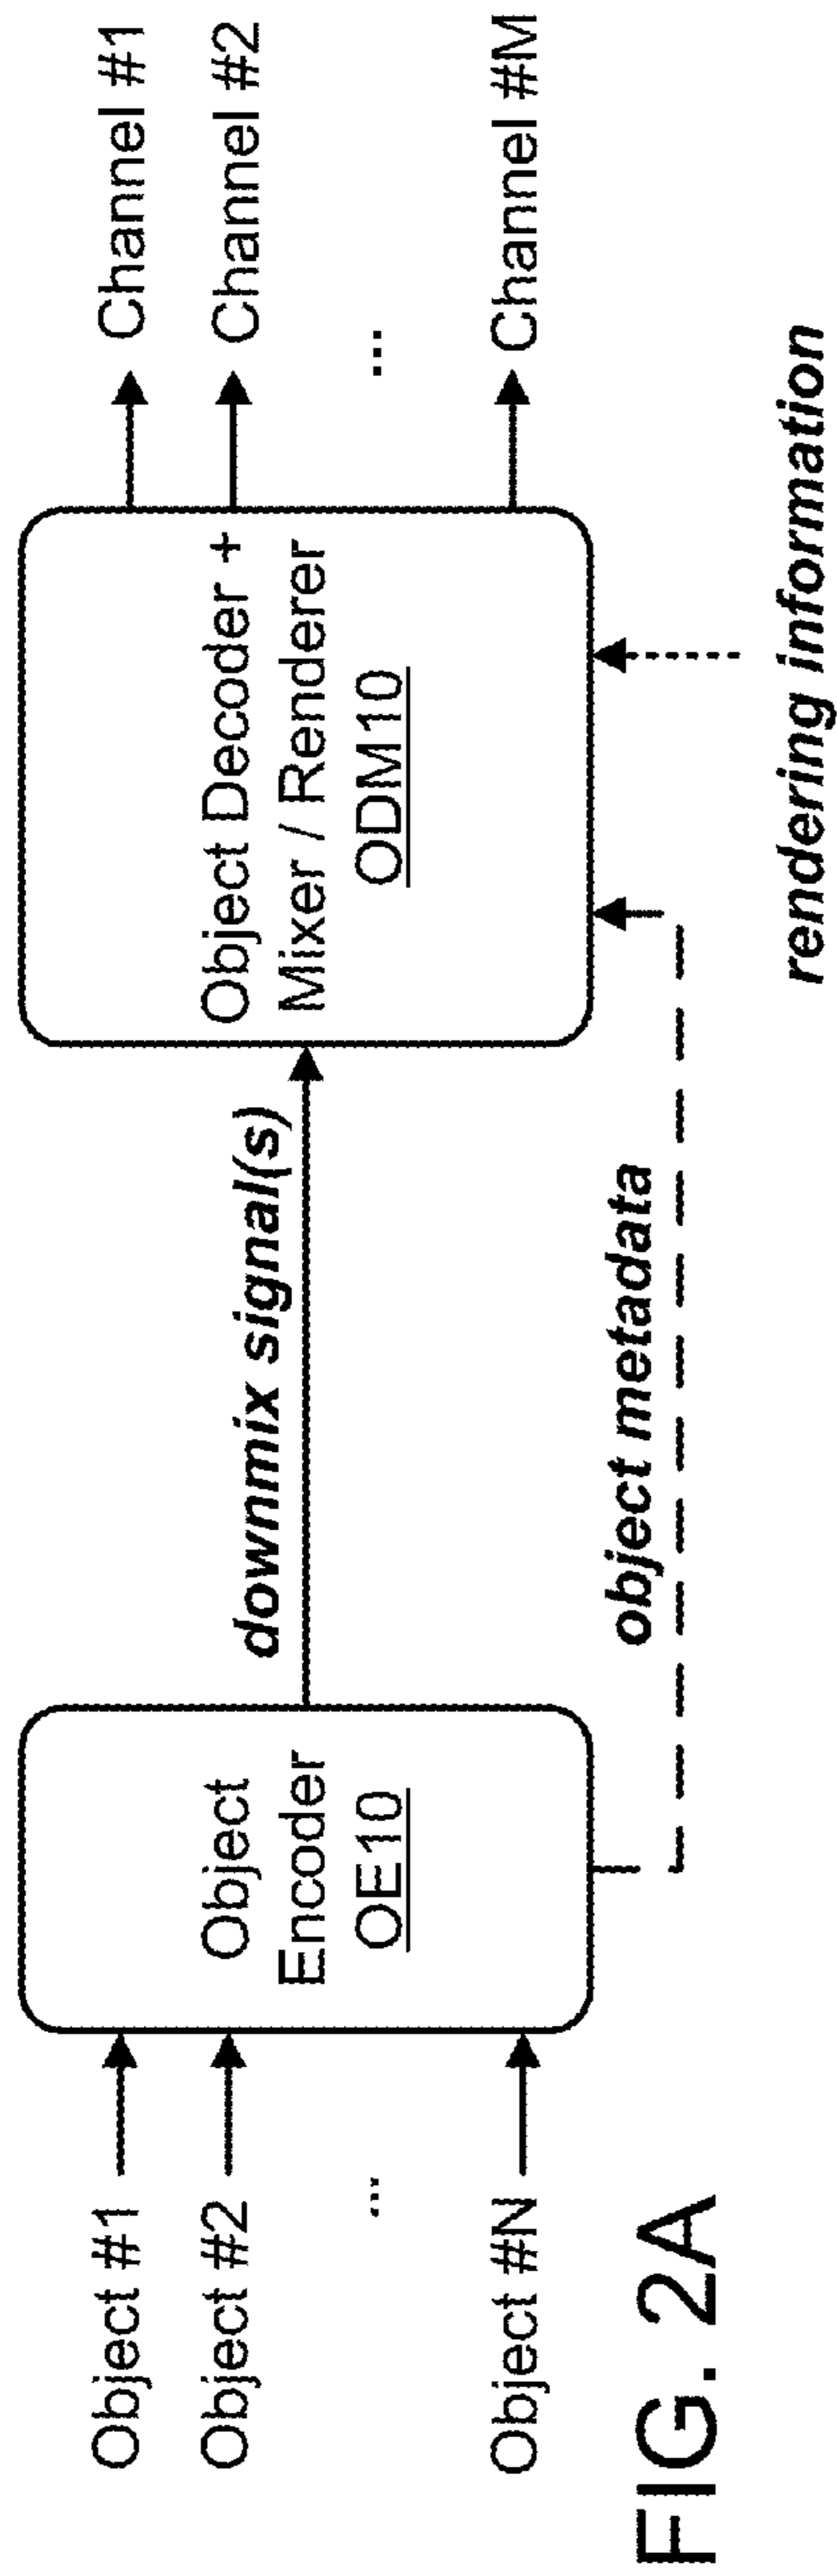 Object #1
Object #2
...
Object #N
Object
Encoder
OE10
downmix signal(s)
object metadata
Object Decoder +
Mixer / Renderer
ODM10
rendering information
Channel #1
Channel #2
...
Channel #M
FIG. 2A